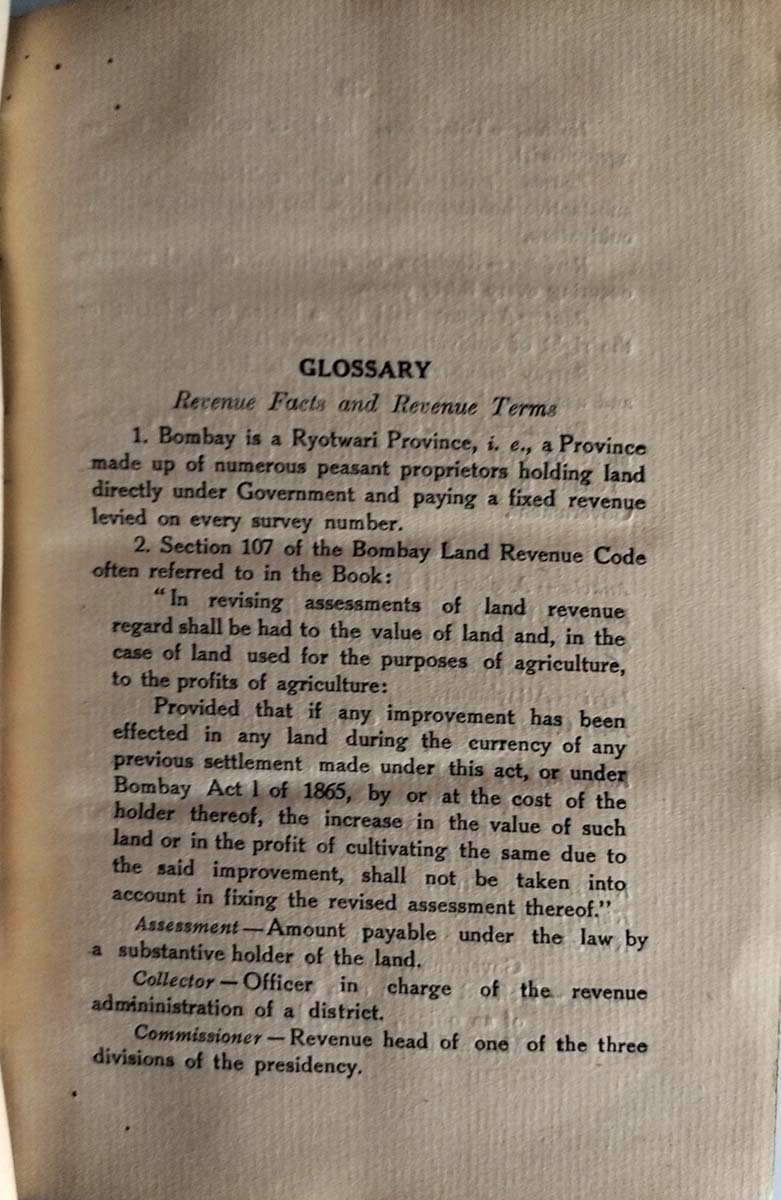 GLOSSARY
Revenue Facts and Revenue Terms
1. Bombay is a Ryotwari Province, i. e., a Province
made up of numerous peasant proprietors holding land
directly under Government and paying a fixed revenue
levied on every survey number.
2. Section 107 of the Bombay Land Revenue Code
often referred to in the Book:
“In revising assessments of land revenue
regard shall be had to the value of land and, in the
case of land used for the purposes of agriculture,
to the profits of agriculture:
Provided that if any improvement has been
effected in any land during the currency of any
previous settlement made under this act, or under
Bombay Act 1 of 1865, by or at the cost of the
holder thereof, the increase in the value of such
land or in the profit of cultivating the same due to
the said improvement, shall not be taken into
account in fixing the revised assessment thereof.”
Assessment—Amount payable under the law by
a substantive holder of the land.
Collector—Officer in charge of the revenue
admininistration of a district.
Commissioner—Revenue head of one of the three
divisions of the presidency.